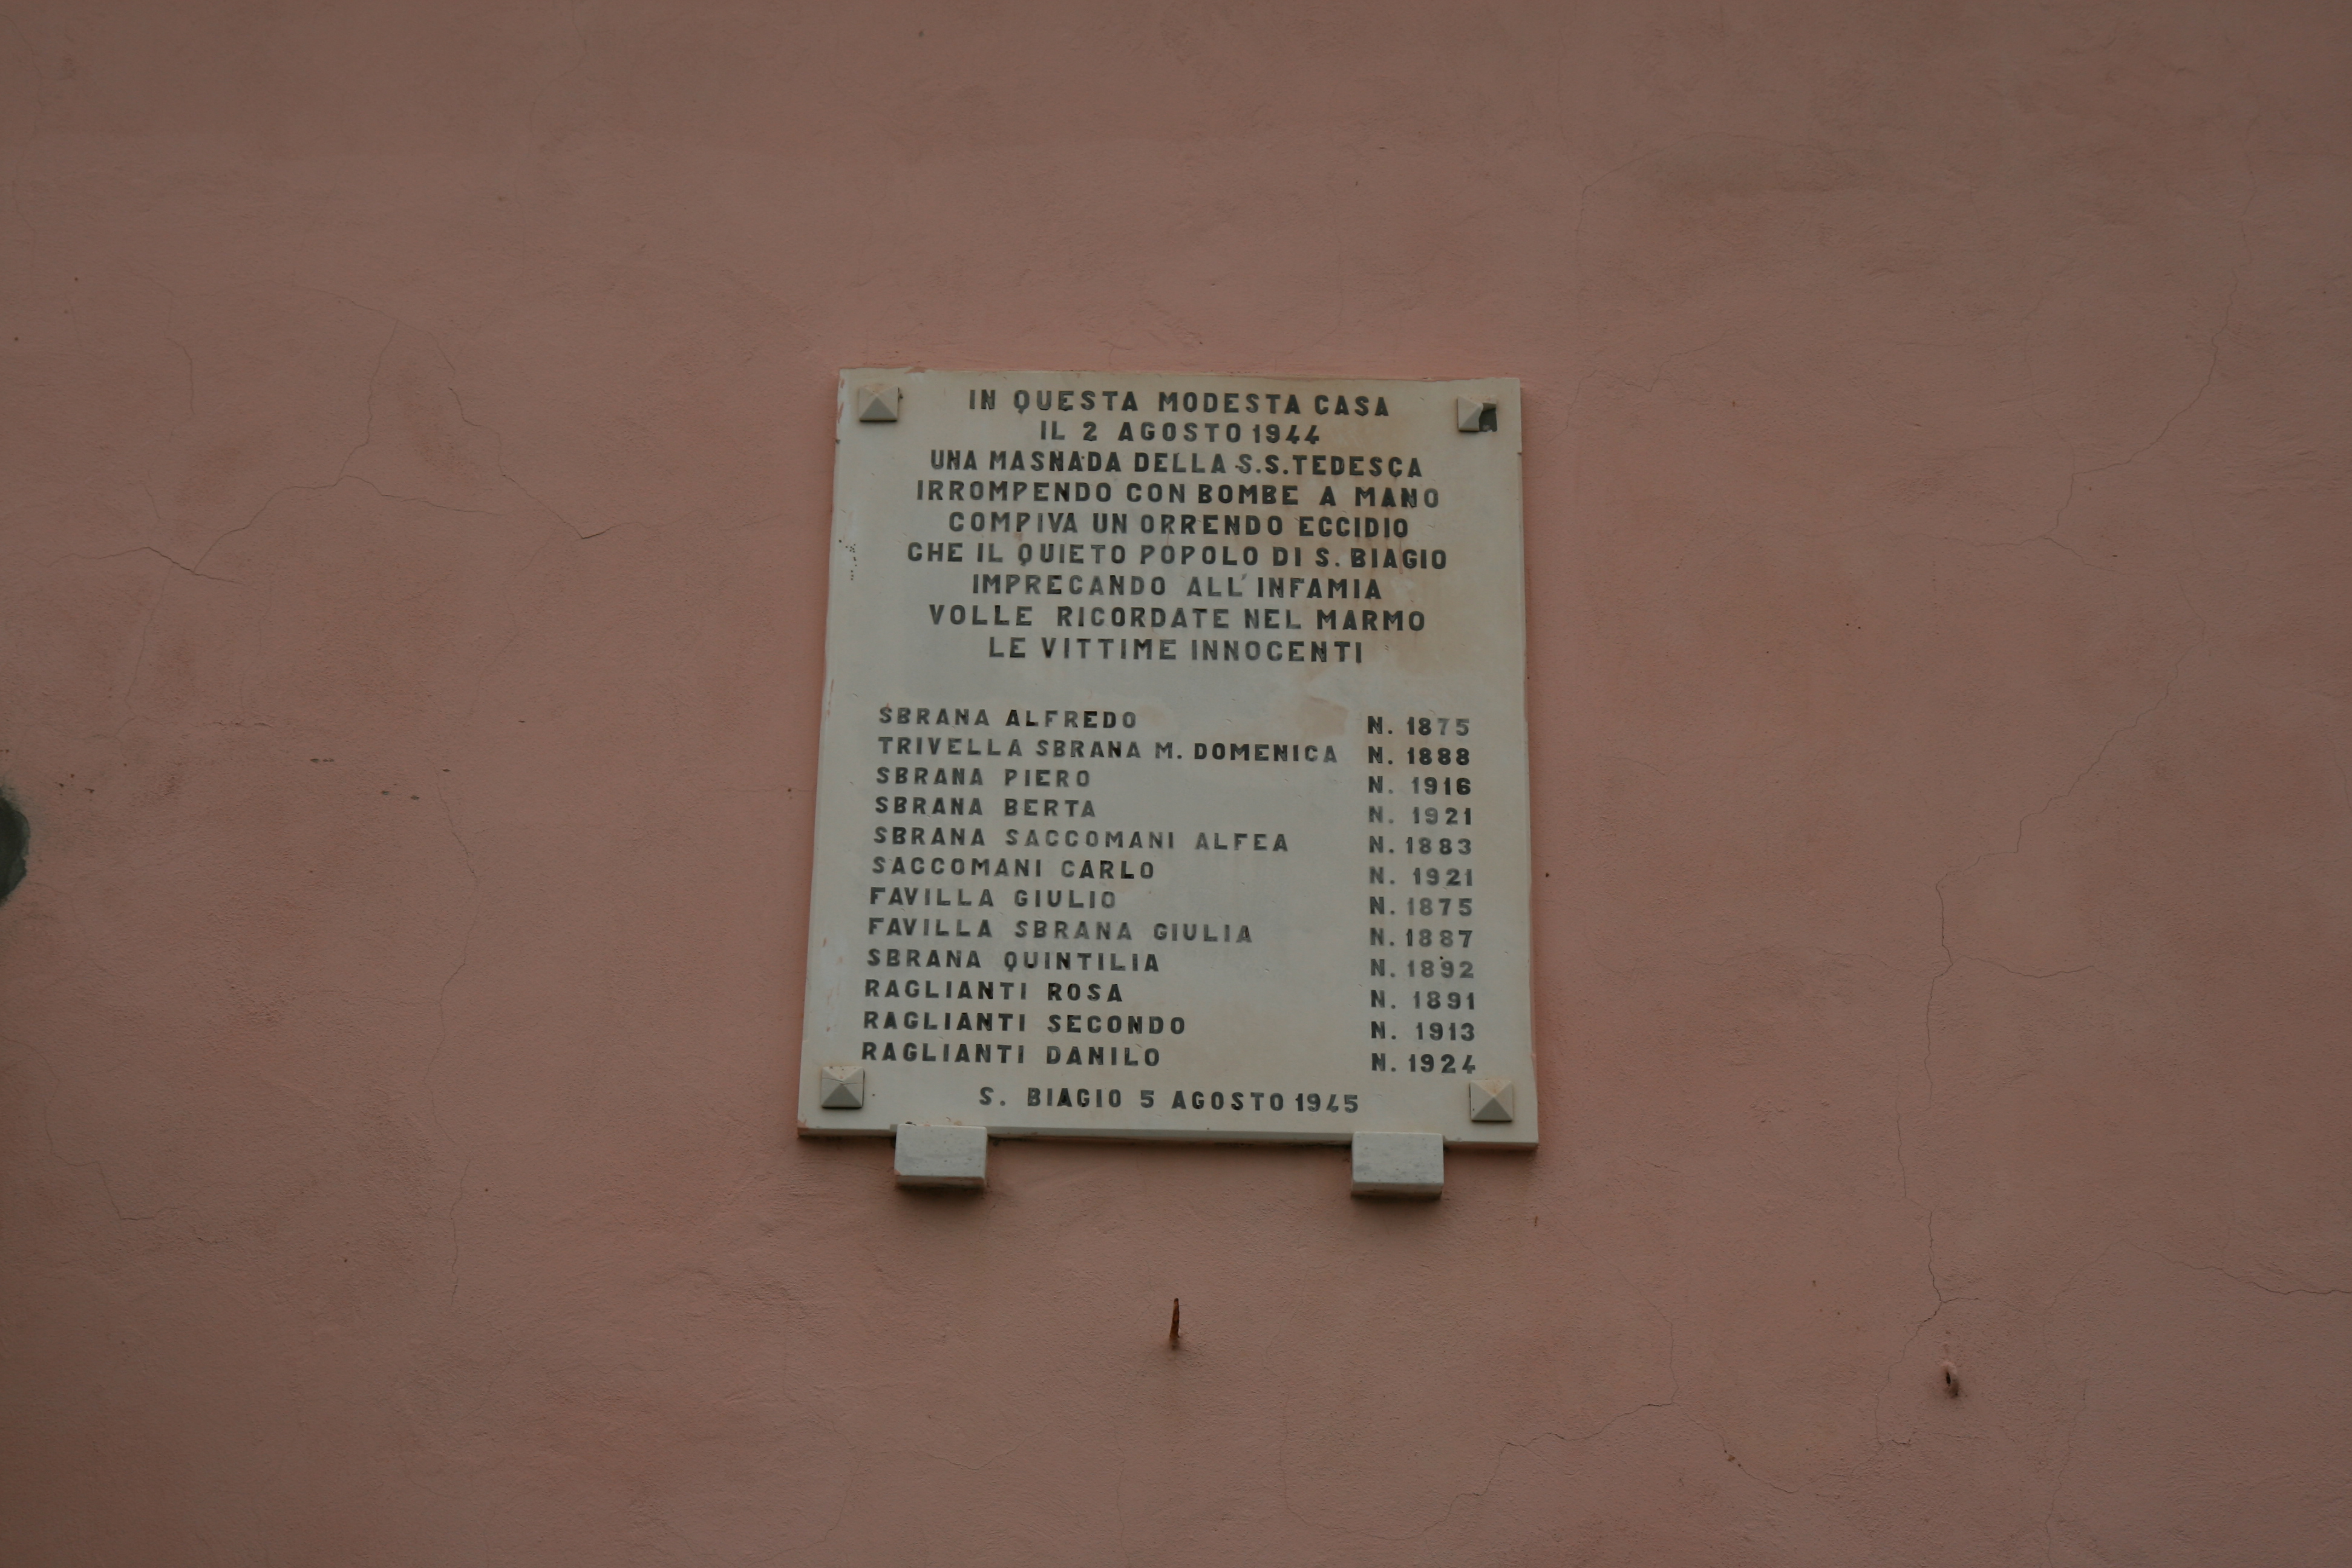 IN QUESTA MODESTA CASA
IL 2 AGOSTO 1944
UNA MASNADA DELLA S.S. TEDESCA
IRROMPENDO CON BOMBE A MANO
COMPIVA UN ORRENDO ECCIDIO
CHE IL QUIETO POPOLO DI S. BIAGIO
IMPRECANDO ALL'INFAMIA
VOLLE RICORDATE NEL MARMO
LE VITTIME INNOCENTI
SBRANA ALFREDO N. 1875
TRIVELLA SBRANA M. DOMENICA N. 1888
SBRANA PIERO N. 1916
SBRANA BERTA N. 1921
SBRANA SACCOMANI ALFEA N. 1883
SACCOMANI CARLO N. 1921
FAVILLA GIULIO N. 1875
FAVILLA SBRANA GIULIA N. 1887
SBRANA QUINTILIA N. 1892
RAGLIANTI ROSA N. 1891
RAGLIANTI SECONDO N. 1913
RAGLIANTI DANILO N. 1924
S. BIAGIO 5 AGOSTO 1945